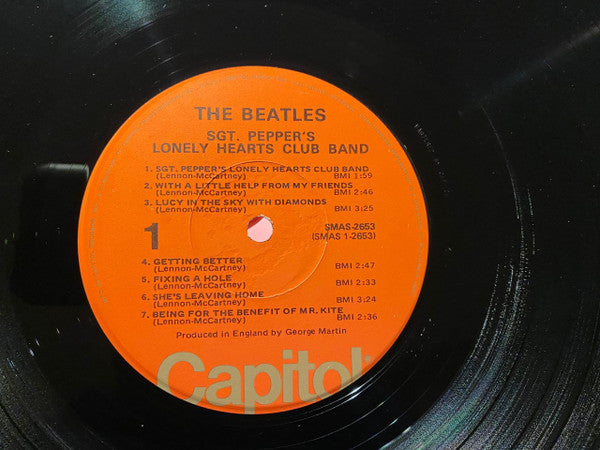 THE BEATLES
SGT. PEPPER'S
LONELY HEARTS CLUB BAND
1. SGT. PEPPER'S LONELY HEARTS CLUB BAND
(Lennon-McCartney) BMI 1:59
2. WITH A LITTLE HELP FROM MY FRIENDS
(Lennon-McCartney) BMI 2:46
3. LUCY IN THE SKY WITH DIAMONDS
(Lennon-McCartney) BMI 3:25
1
SMAS-2653
(SMAS 1-2653)
4. GETTING BETTER
(Lennon-McCartney) BMI 2:47
5. FIXING A HOLE
(Lennon-McCartney) BMI 2:33
6. SHE'S LEAVING HOME
(Lennon-McCartney) BMI 3:24
7. BEING FOR THE BENEFIT OF MR. KITE
(Lennon-McCartney) BMI 2:36
Produced in England by George Martin
Capitol